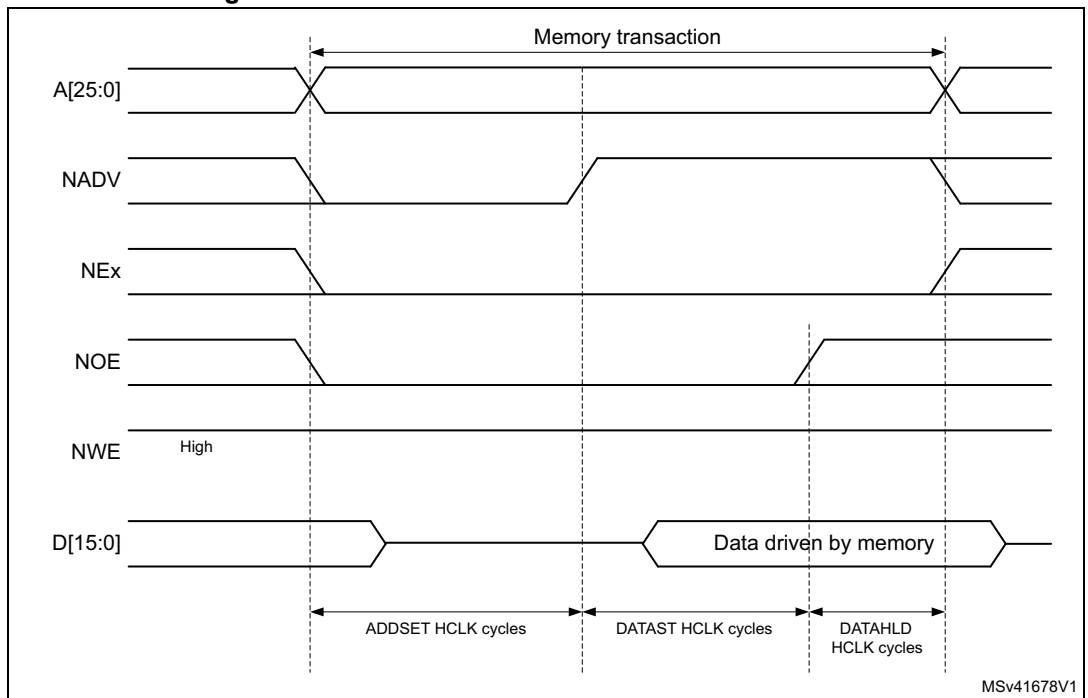 Memory transaction
A[25:0]
NADV
NEx
NOE
NWE
High
D[15:0]
Data driven by memory
ADDSET HCLK cycles
DATAST HCLK cycles
DATAHLD
HCLK cycles
MSv41678V1